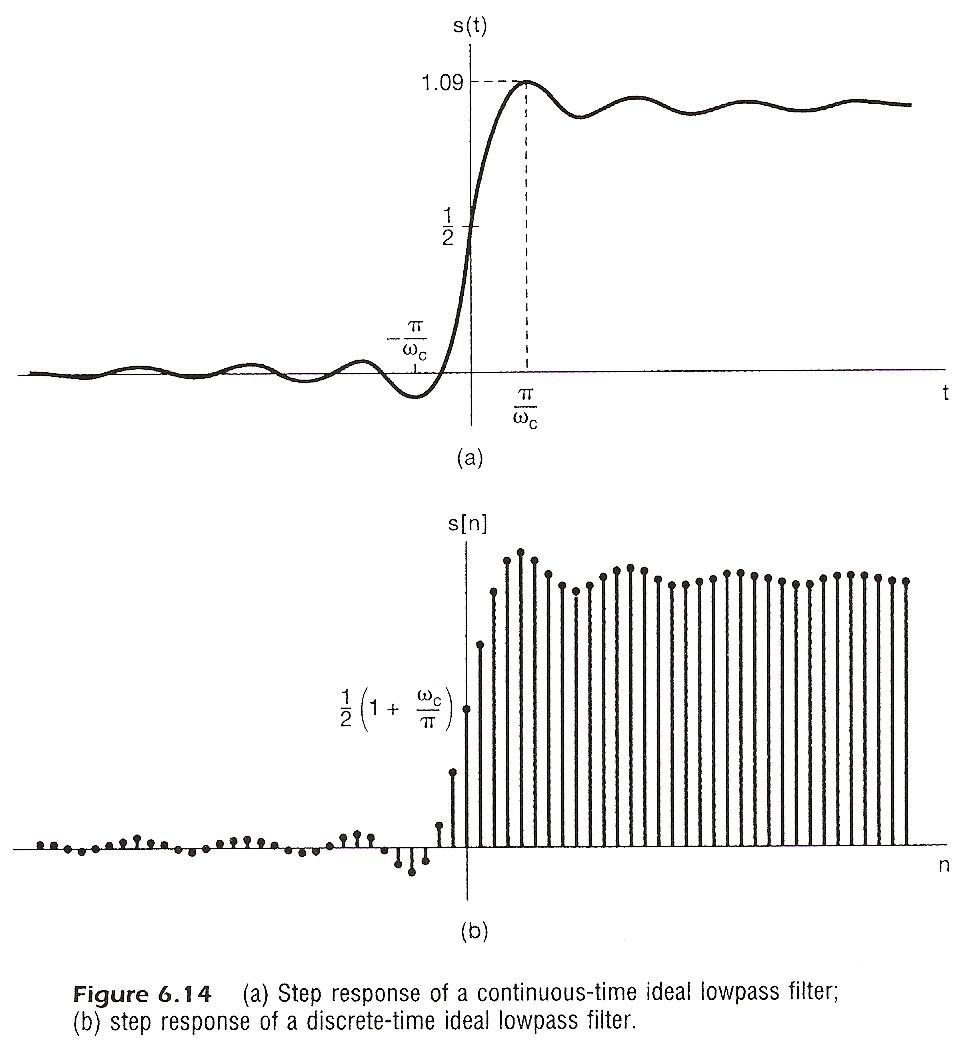 s(t)
1.09
1/2
-π/ωc
π/ωc
t
(a)
s[n]
1/2 (1 + ωc/π)
n
(b)
Figure 6.14 (a) Step response of a continuous-time ideal lowpass filter;
(b) step response of a discrete-time ideal lowpass filter.